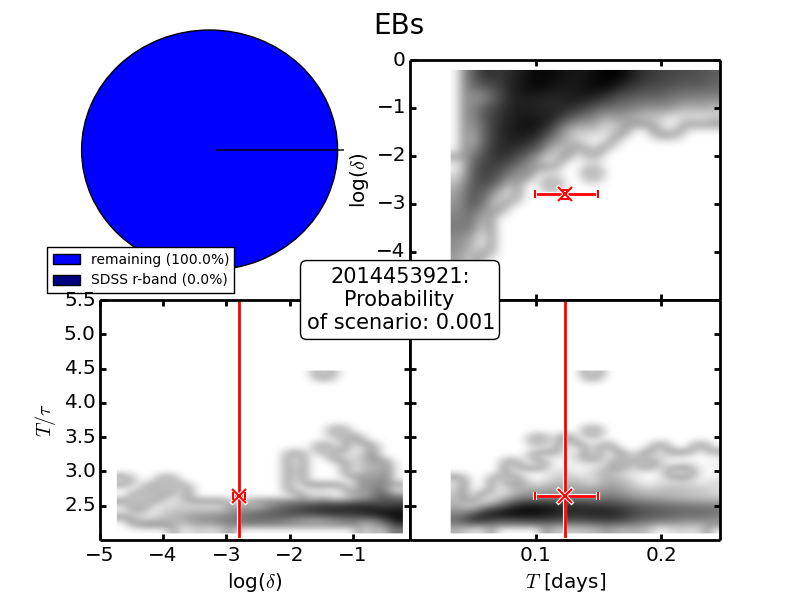 EBs
0
−1
−2
−3
−4
log(δ)
remaining (100.0%)
SDSS r-band (0.0%)
2014453921:
Probability
of scenario: 0.001
5.5
5.0
4.5
4.0
3.5
3.0
2.5
T/τ
−5 −4 −3 −2 −1
log(δ)
0.1 0.2
T [days]